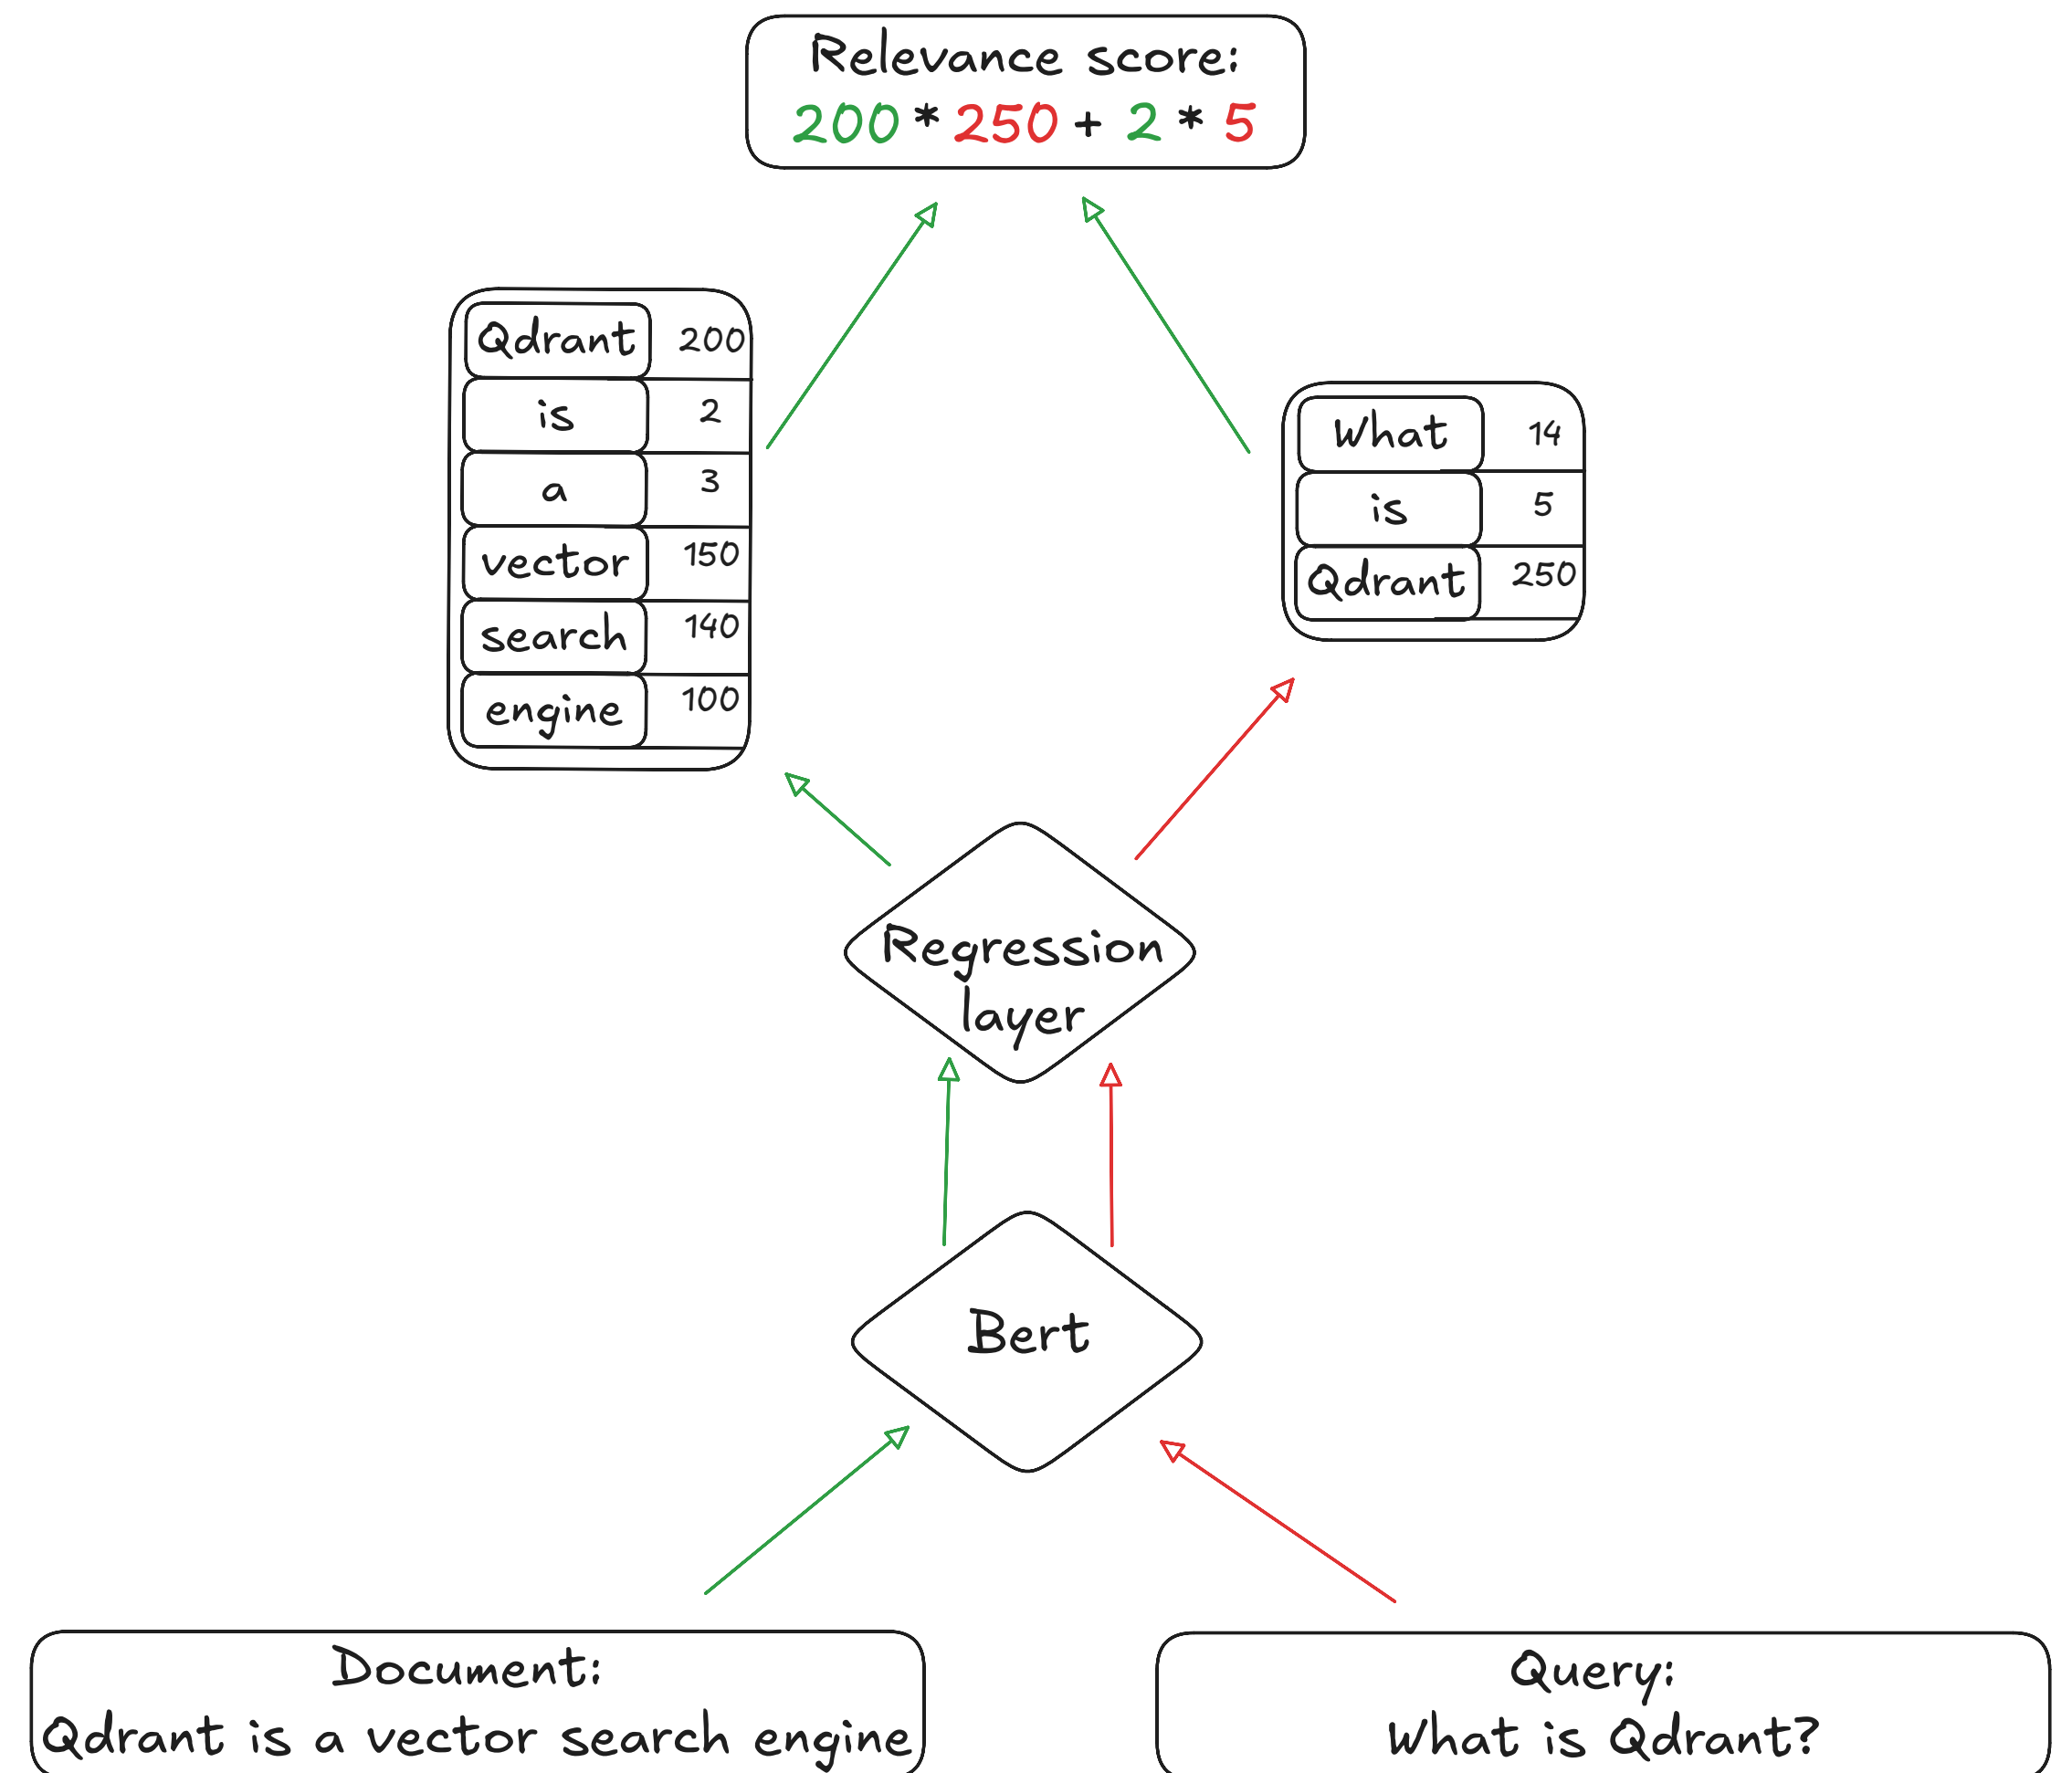 Relevance score:
200 * 250 + 2 * 5
Qdrant 200
is 2
a 3
vector 150
search 140
engine 100
What 14
is 5
Qdrant 250
Regression
layer
Bert
Document:
Qdrant is a vector search engine
Query:
What is Qdrant?